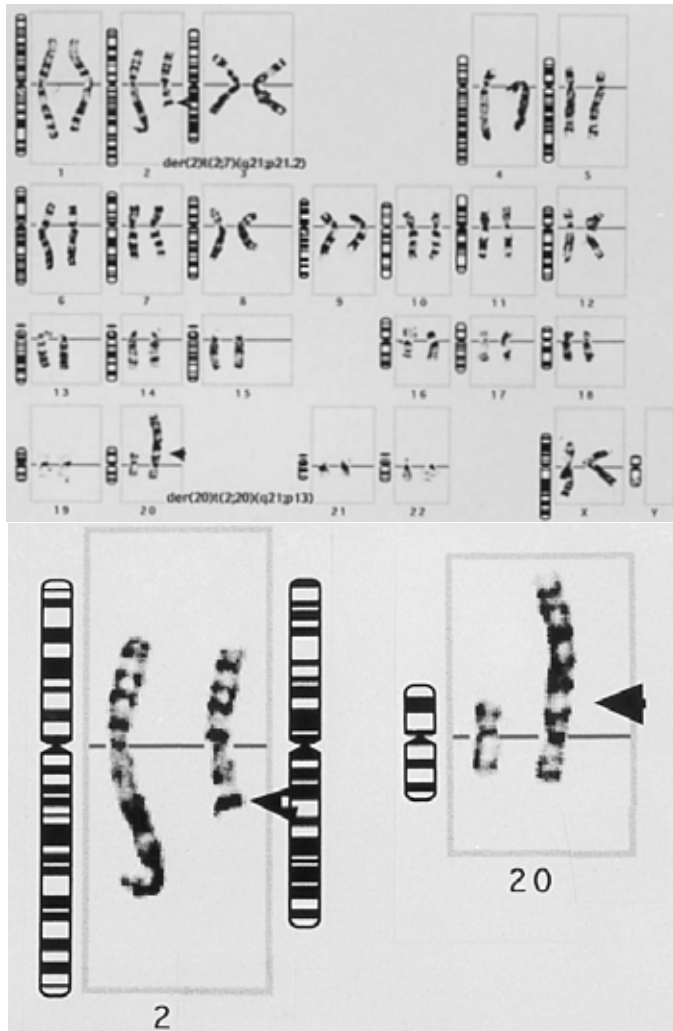 1 2 3 4 5
der(2)t(2;7)(q21;p21.2)
6 7 8 9 10 11 12
13 14 15 16 17 18
19 20 21 22 X Y
der(20)t(2;20)(q21;p13)
2 20